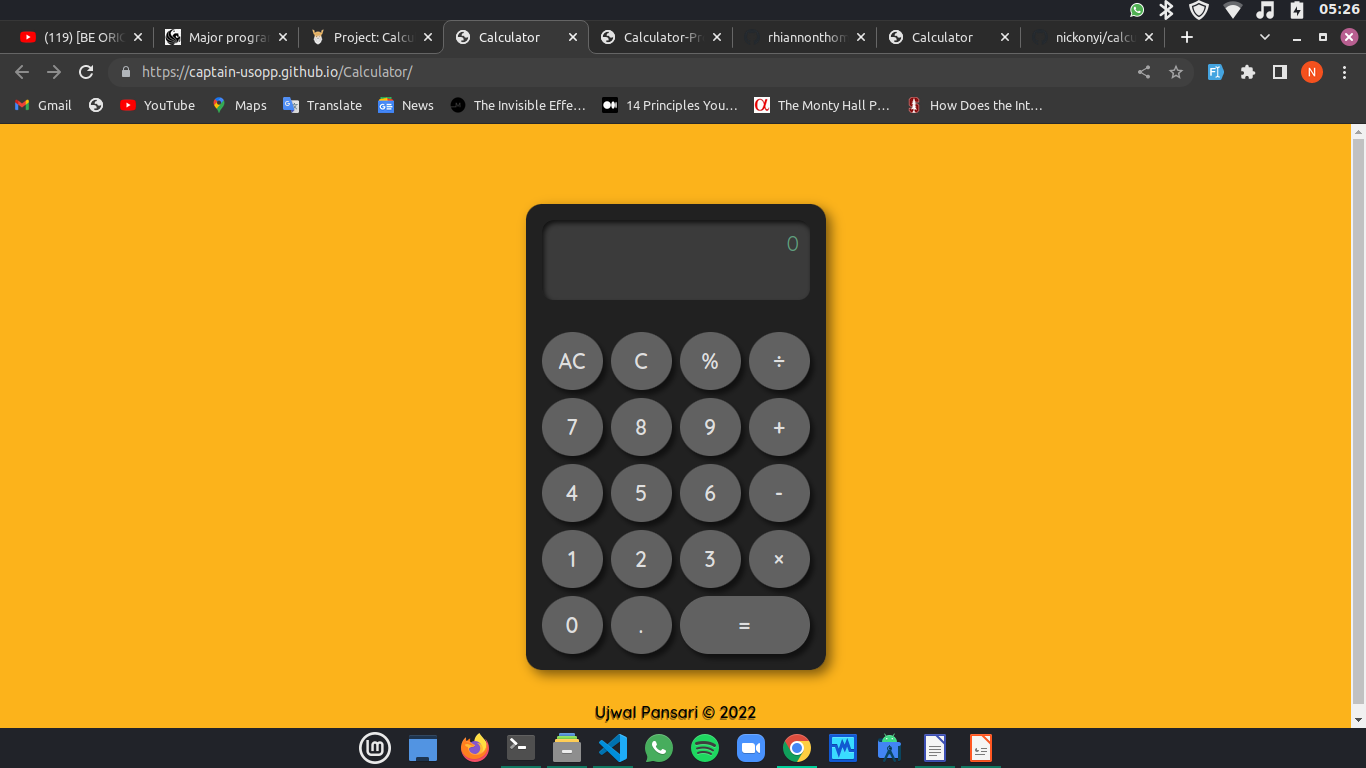 05:26
(119) [BE ORIG
Major progra
Project: Calcu
Calculator
Calculator-Pr
rhiannonthom
Calculator
nickonyi/calcu
https://captain-usopp.github.io/Calculator/
N
Gmail
YouTube
Maps
Translate
News
The Invisible Effe...
14 Principles You...
The Monty Hall P...
How Does the Int...
0
AC C % ÷
7 8 9 +
4 5 6 -
1 2 3 ×
0 . =
Ujwal Pansari © 2022